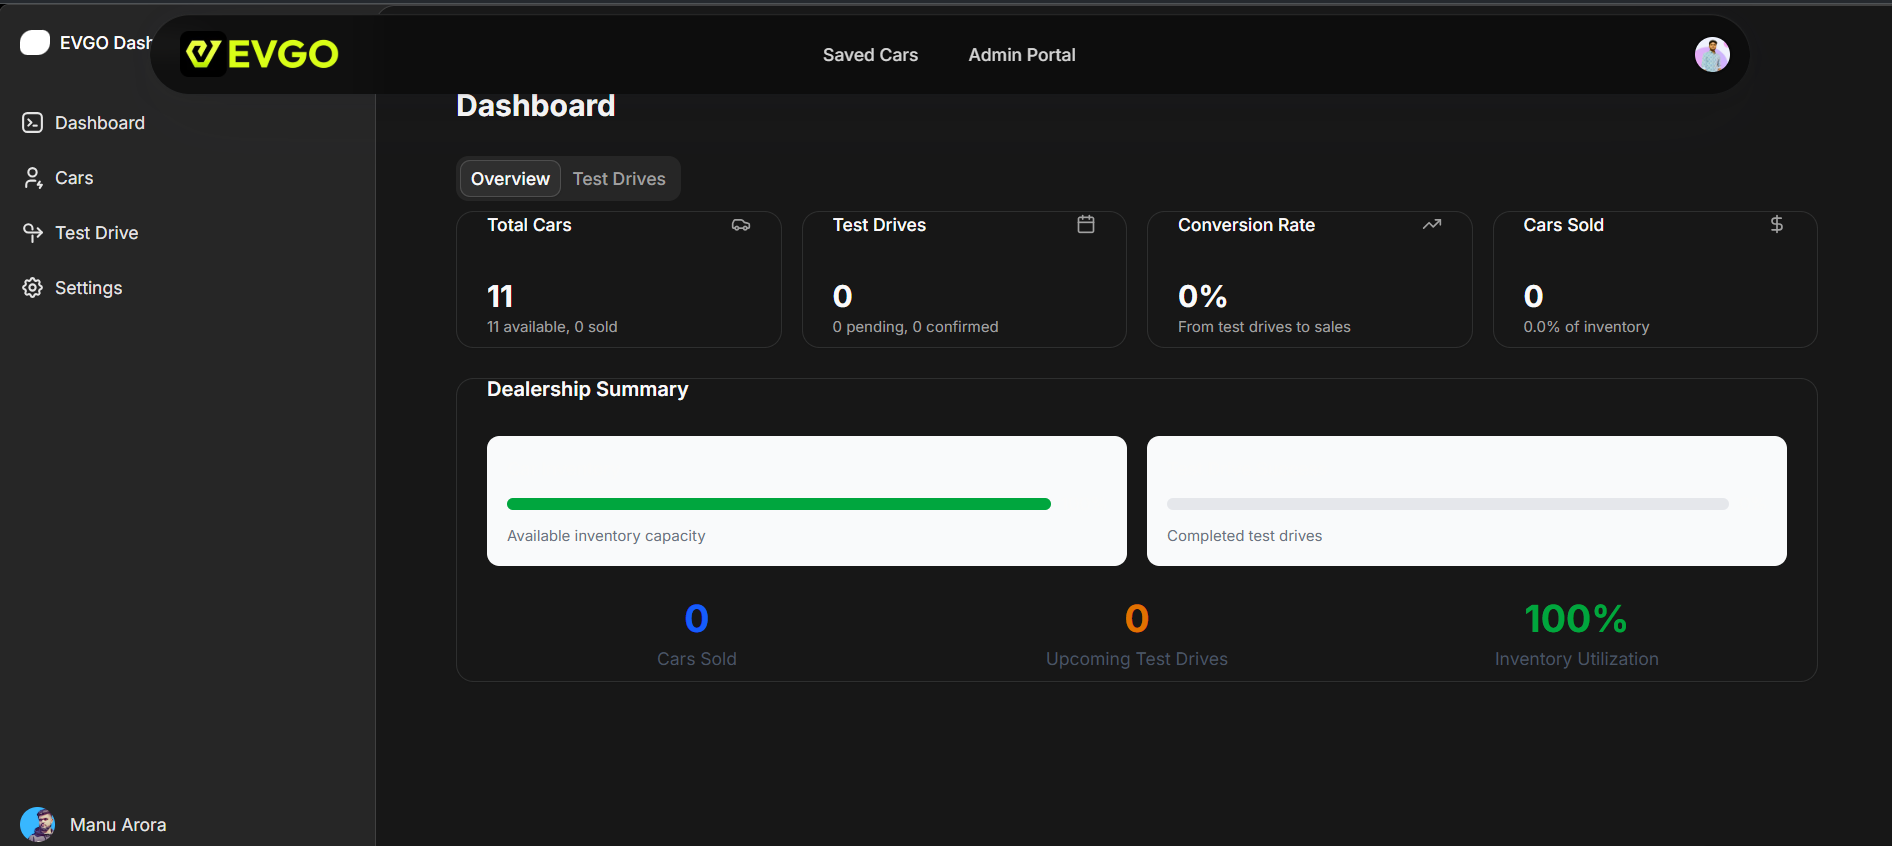 EVGO Dash
EVGO
Saved Cars
Admin Portal
Dashboard
Cars
Test Drive
Settings
Manu Arora
Dashboard
Overview
Test Drives
Total Cars
11
11 available, 0 sold
Test Drives
0
0 pending, 0 confirmed
Conversion Rate
0%
From test drives to sales
Cars Sold
$
0
0.0% of inventory
Dealership Summary
Available inventory capacity
Completed test drives
0
Cars Sold
0
Upcoming Test Drives
100%
Inventory Utilization